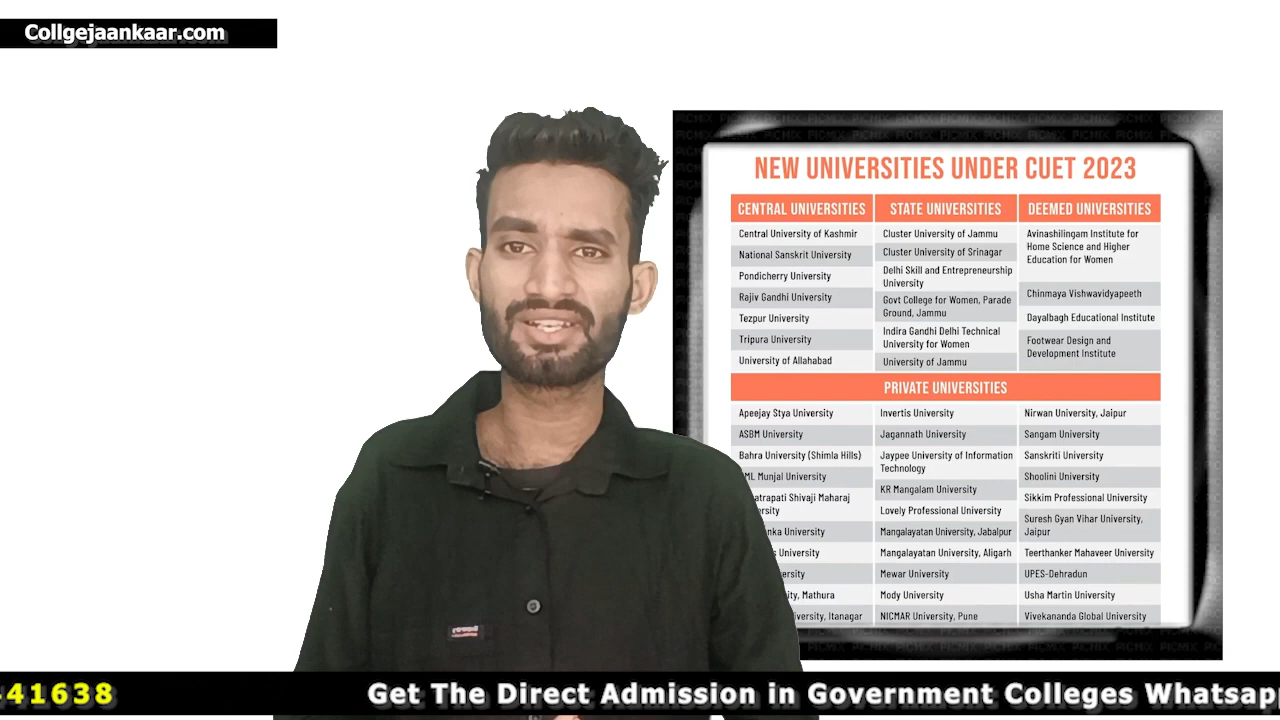 Collgejaankaar.com
NEW UNIVERSITIES UNDER CUET 2023
CENTRAL UNIVERSITIES
Central University of Kashmir
National Sanskrit University
Pondicherry University
Rajiv Gandhi University
Tezpur University
Tripura University
University of Allahabad
STATE UNIVERSITIES
Cluster University of Jammu
Cluster University of Srinagar
Delhi Skill and Entrepreneurship
University
Govt College for Women, Parade
Ground, Jammu
Indira Gandhi Delhi Technical
University for Women
University of Jammu
DEEMED UNIVERSITIES
Avinashilingam Institute for
Home Science and Higher
Education for Women
Chinmaya Vishwavidyapeeth
Dayalbagh Educational Institute
Footwear Design and
Development Institute
PRIVATE UNIVERSITIES
Apeejay Stya University
ASBM University
Bahra University (Shimla Hills)
Munjal University
Shivaji Maharaj
University
University
Mathura
Itanagar
Invertis University
Jagannath University
Jaypee University of Information
Technology
KR Mangalam University
Lovely Professional University
Mangalayatan University, Jabalpur
Mangalayatan University, Aligarh
Mewar University
Mody University
NICMAR University, Pune
Nirwan University, Jaipur
Sangam University
Sanskriti University
Shoolini University
Sikkim Professional University
Suresh Gyan Vihar University,
Jaipur
Teerthanker Mahaveer University
UPES-Dehradun
Usha Martin University
Vivekananda Global University
41638 Get The Direct Admission in Government Colleges